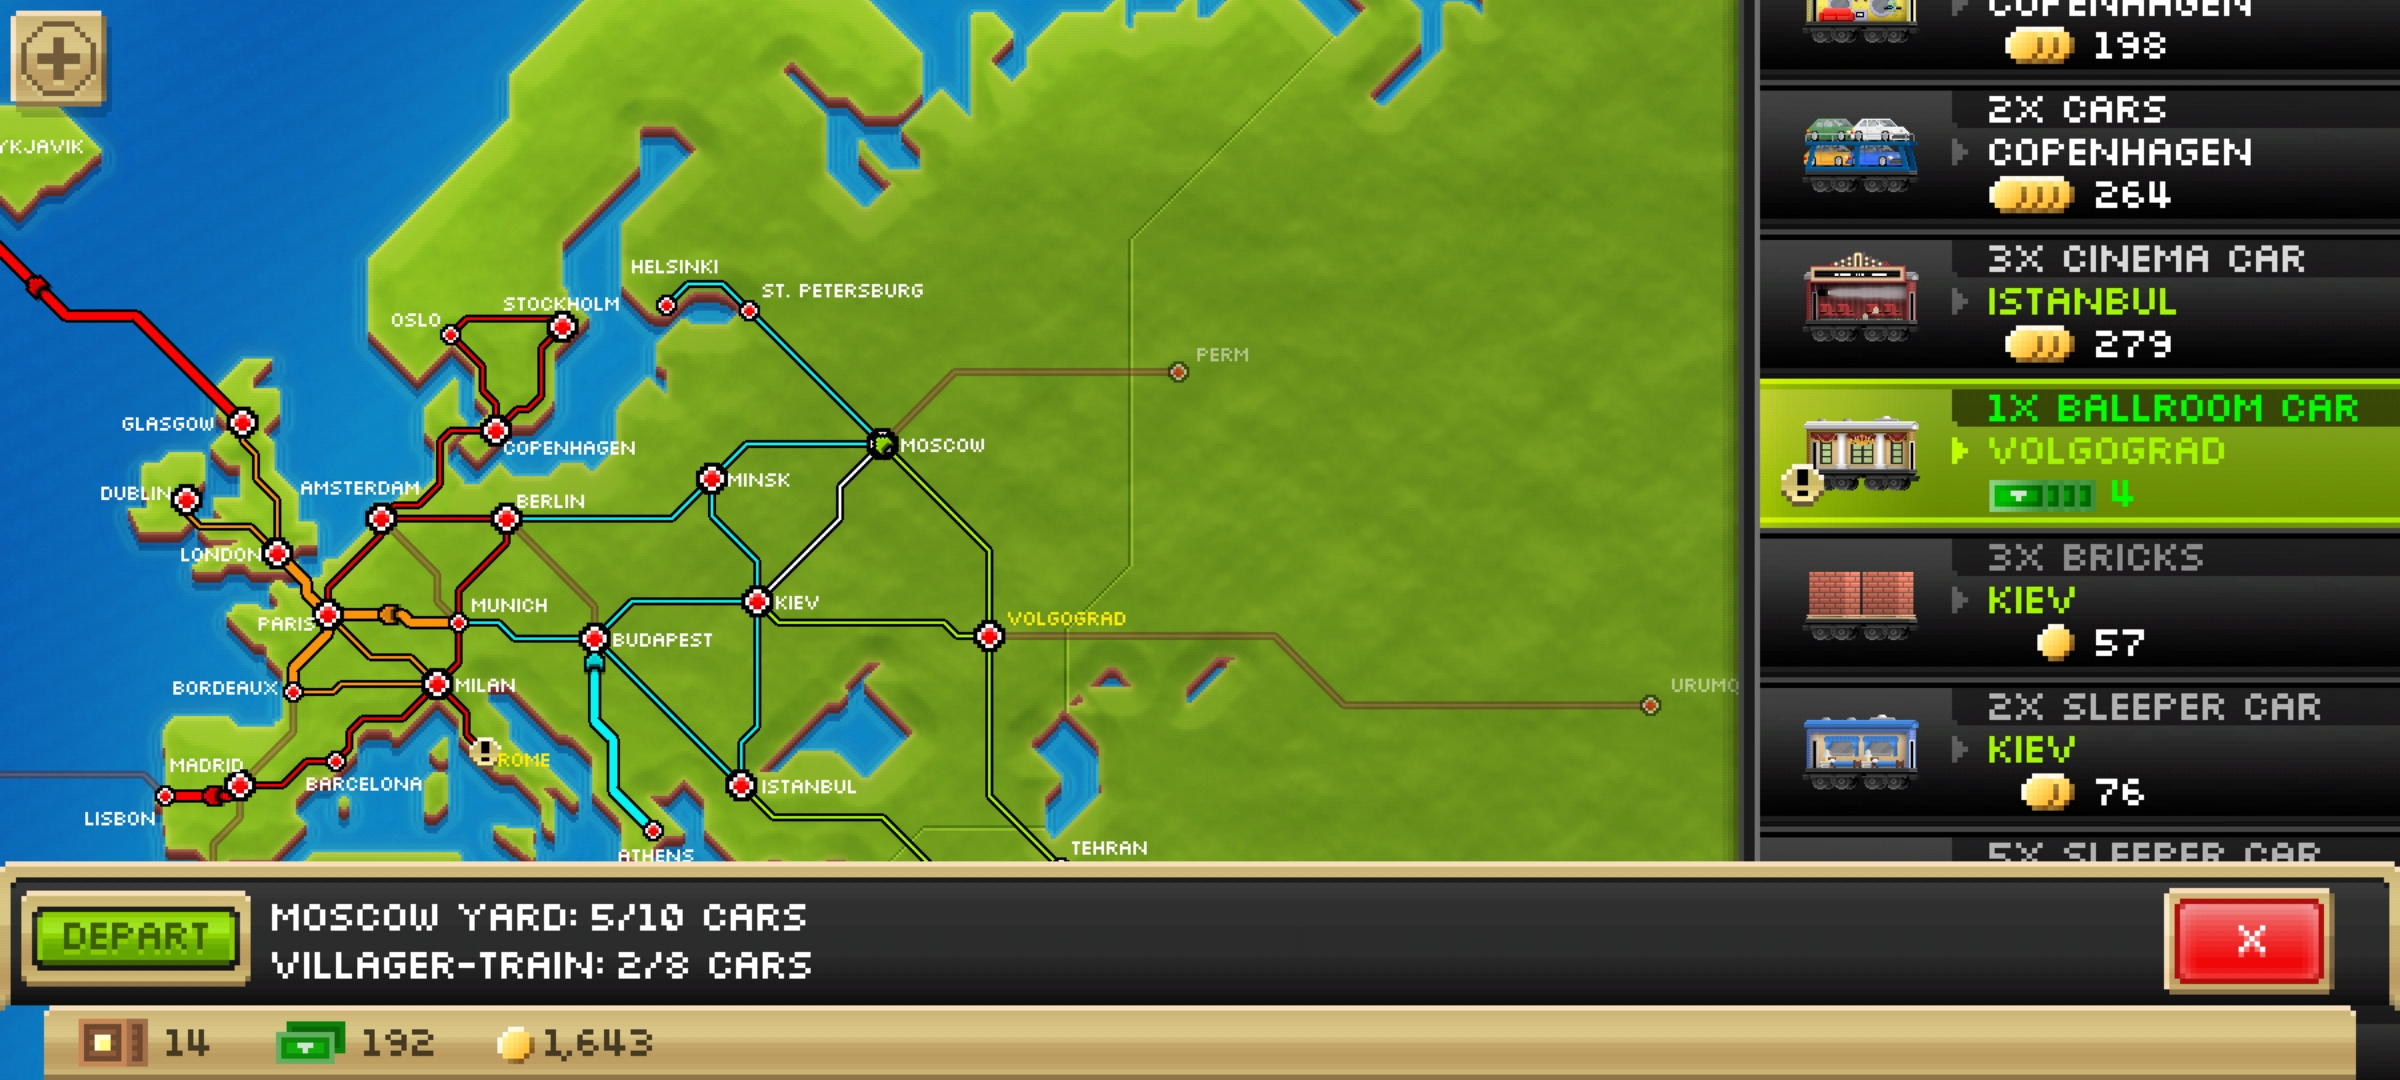 YKJAVIK
HELSINKI
ST. PETERSBURG
STOCKHOLM
OSLO
PERM
GLASGOW
COPENHAGEN
MOSCOW
MINSK
AMSTERDAM
DUBLIN
BERLIN
LONDON
MUNICH
KIEV
VOLGOGRAD
PARIS
BUDAPEST
BORDEAUX
MILAN
URUMQ
ROME
MADRID
BARCELONA
ISTANBUL
LISBON
TEHRAN
ATHENS
COPENHAGEN
198
2X CARS
COPENHAGEN
264
3X CINEMA CAR
ISTANBUL
279
1X BALLROOM CAR
VOLGOGRAD
4
3X BRICKS
KIEV
57
2X SLEEPER CAR
KIEV
76
5X SLEEPER CAR
DEPART
MOSCOW YARD: 5/10 CARS
VILLAGER-TRAIN: 2/8 CARS
X
14
192
1,643